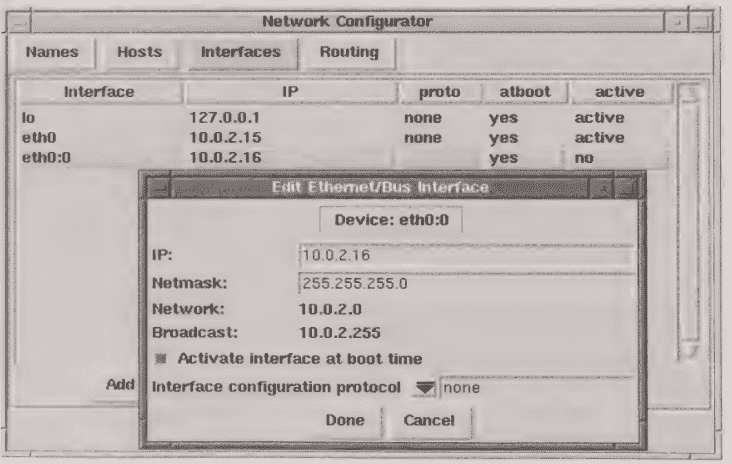 Network Configurator
Names Hosts Interfaces Routing
Interface IP proto atboot active
lo 127.0.0.1 none yes active
eth0 10.0.2.15 none yes active
eth0:0 10.0.2.16 yes no
Edit Ethernet/Bus Interface
Device: eth0:0
IP: 10.0.2.16
Netmask: 255.255.255.0
Network: 10.0.2.0
Broadcast: 10.0.2.255
Activate interface at boot time
Add
Interface configuration protocol none
Done Cancel